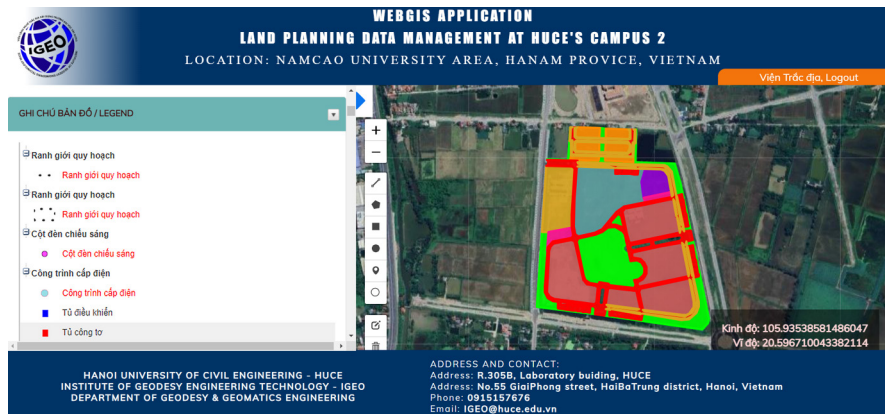 WEBGIS APPLICATION
LAND PLANNING DATA MANAGEMENT AT HUCE'S CAMPUS 2
LOCATION: NAMCAO UNIVERSITY AREA, HANAM PROVICE, VIETNAM
IGEO
Viện Trắc địa, Logout
GHI CHÚ BẢN ĐỒ / LEGEND
Ranh giới quy hoạch
Ranh giới quy hoạch
Ranh giới quy hoạch
Ranh giới quy hoạch
Cột đèn chiếu sáng
Cột đèn chiếu sáng
Công trình cấp điện
Công trình cấp điện
Tủ điều khiển
Tủ công tơ
Kinh độ: 105.93538581486047
Vĩ độ: 20.596710043382114
HANOI UNIVERSITY OF CIVIL ENGINEERING - HUCE
INSTITUTE OF GEODESY ENGINEERING TECHNOLOGY - IGEO
DEPARTMENT OF GEODESY & GEOMATICS ENGINEERING
ADDRESS AND CONTACT:
Address: R.305B, Laboratory buiding, HUCE
Address: No.55 GiaiPhong street, HaiBaTrung district, Hanoi, Vietnam
Phone: 0915157676
Email: IGEO@huce.edu.vn